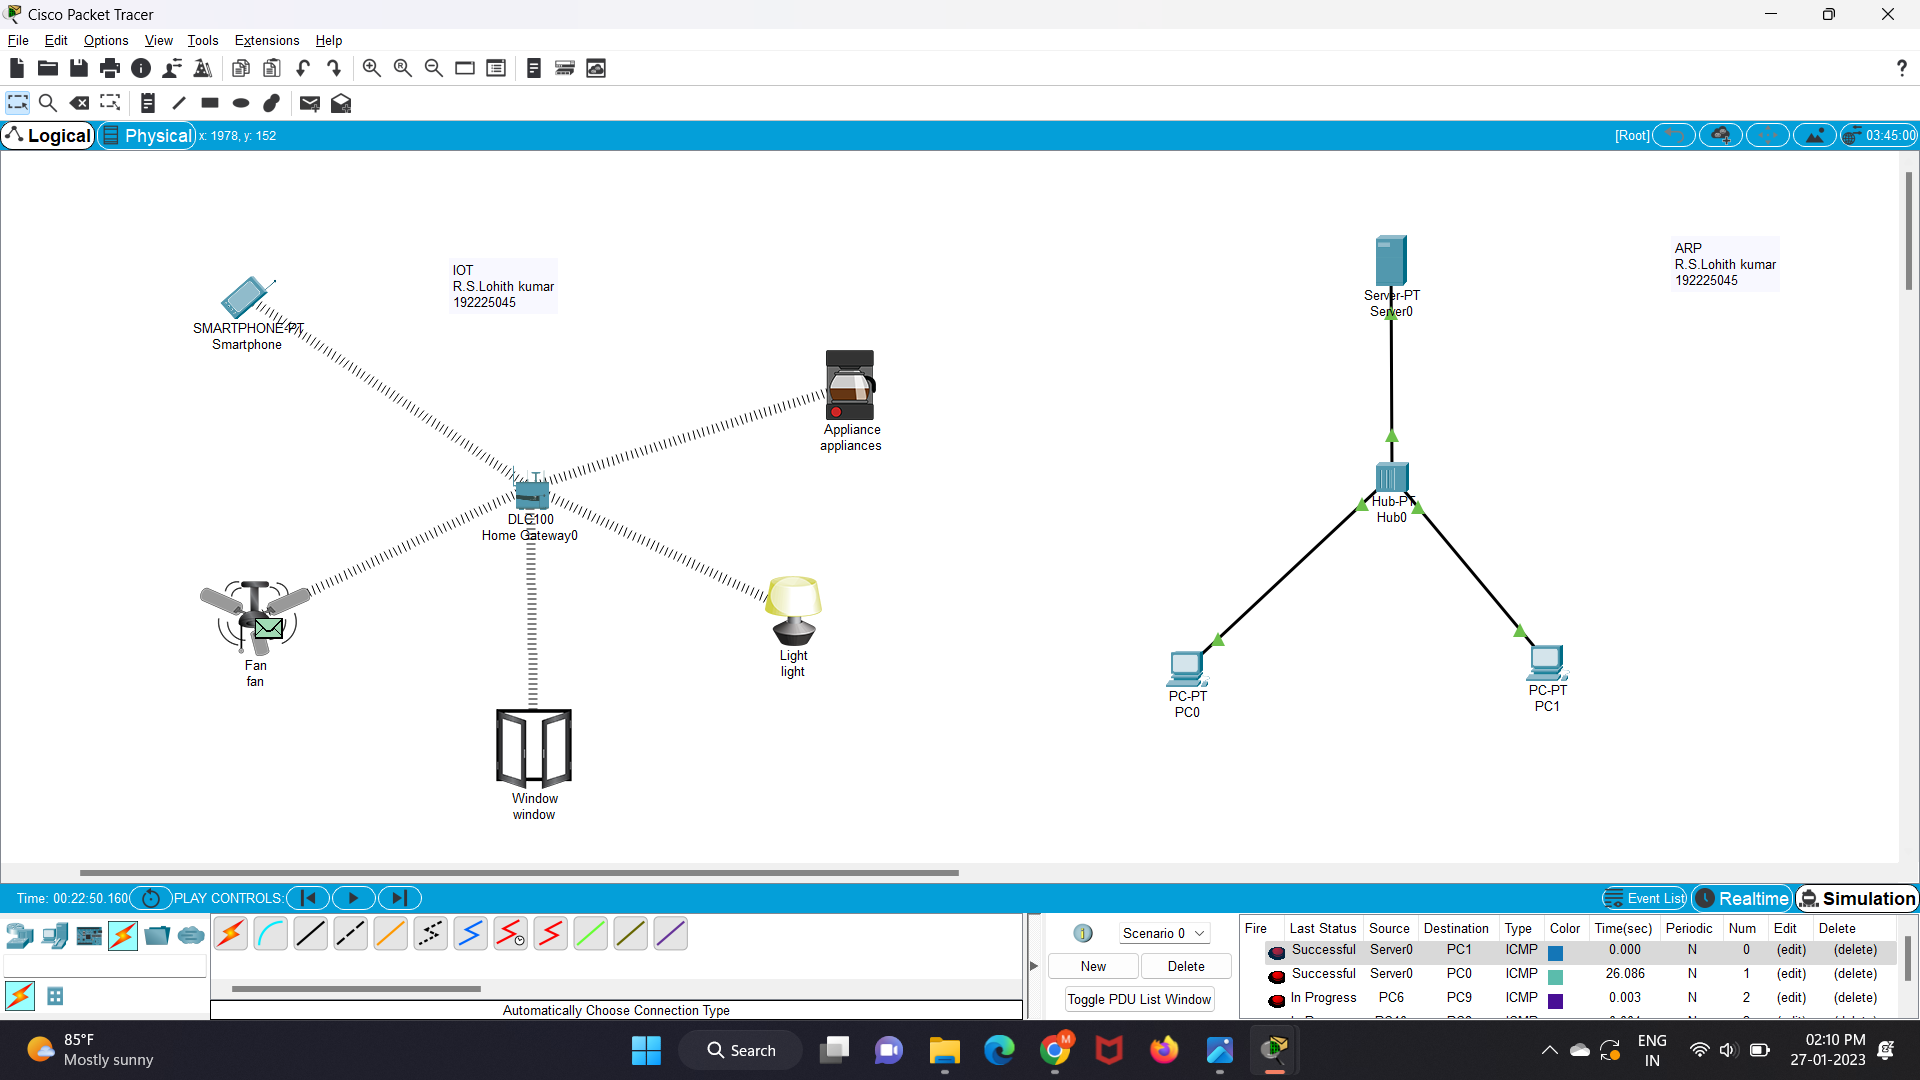 Cisco Packet Tracer
File Edit Options View Tools Extensions Help
Logical Physical x: 1978, y: 152 [Root] 03:45:00
IOT
R.S.Lohith kumar
192225045
ARP
R.S.Lohith kumar
192225045
SMARTPHONE-PT
Smartphone
Appliance
appliances
DLC100
Home Gateway0
Fan
fan
Light
light
Window
window
Server-PT
Server0
Hub-PT
Hub0
PC-PT
PC0
PC-PT
PC1
Time: 00:22:50.160 PLAY CONTROLS: Event List Realtime Simulation
Scenario 0
New Delete
Toggle PDU List Window
Automatically Choose Connection Type
Fire Last Status Source Destination Type Color Time(sec) Periodic Num Edit Delete
Successful Server0 PC1 ICMP 0.000 N 0 (edit) (delete)
Successful Server0 PC0 ICMP 26.086 N 1 (edit) (delete)
In Progress PC6 PC9 ICMP 0.003 N 2 (edit) (delete)
85°F
Mostly sunny
Search
M
ENG
IN
02:10 PM
27-01-2023